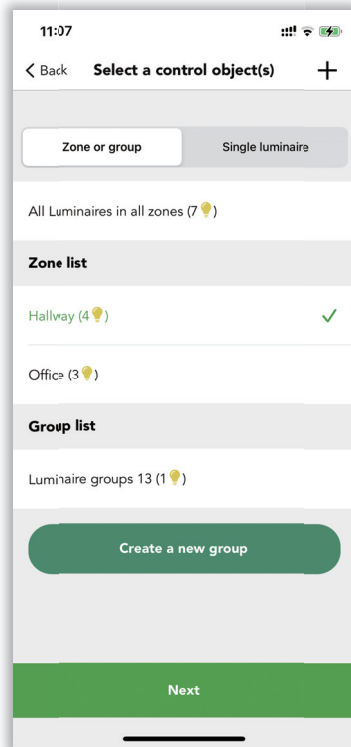 11:07
Back Select a control object(s) +
Zone or group Single luminaire
All Luminaires in all zones (7💡)
Zone list
Hallway (4💡)
Office (3💡)
Group list
Luminaire groups 13 (1💡)
Create a new group
Next